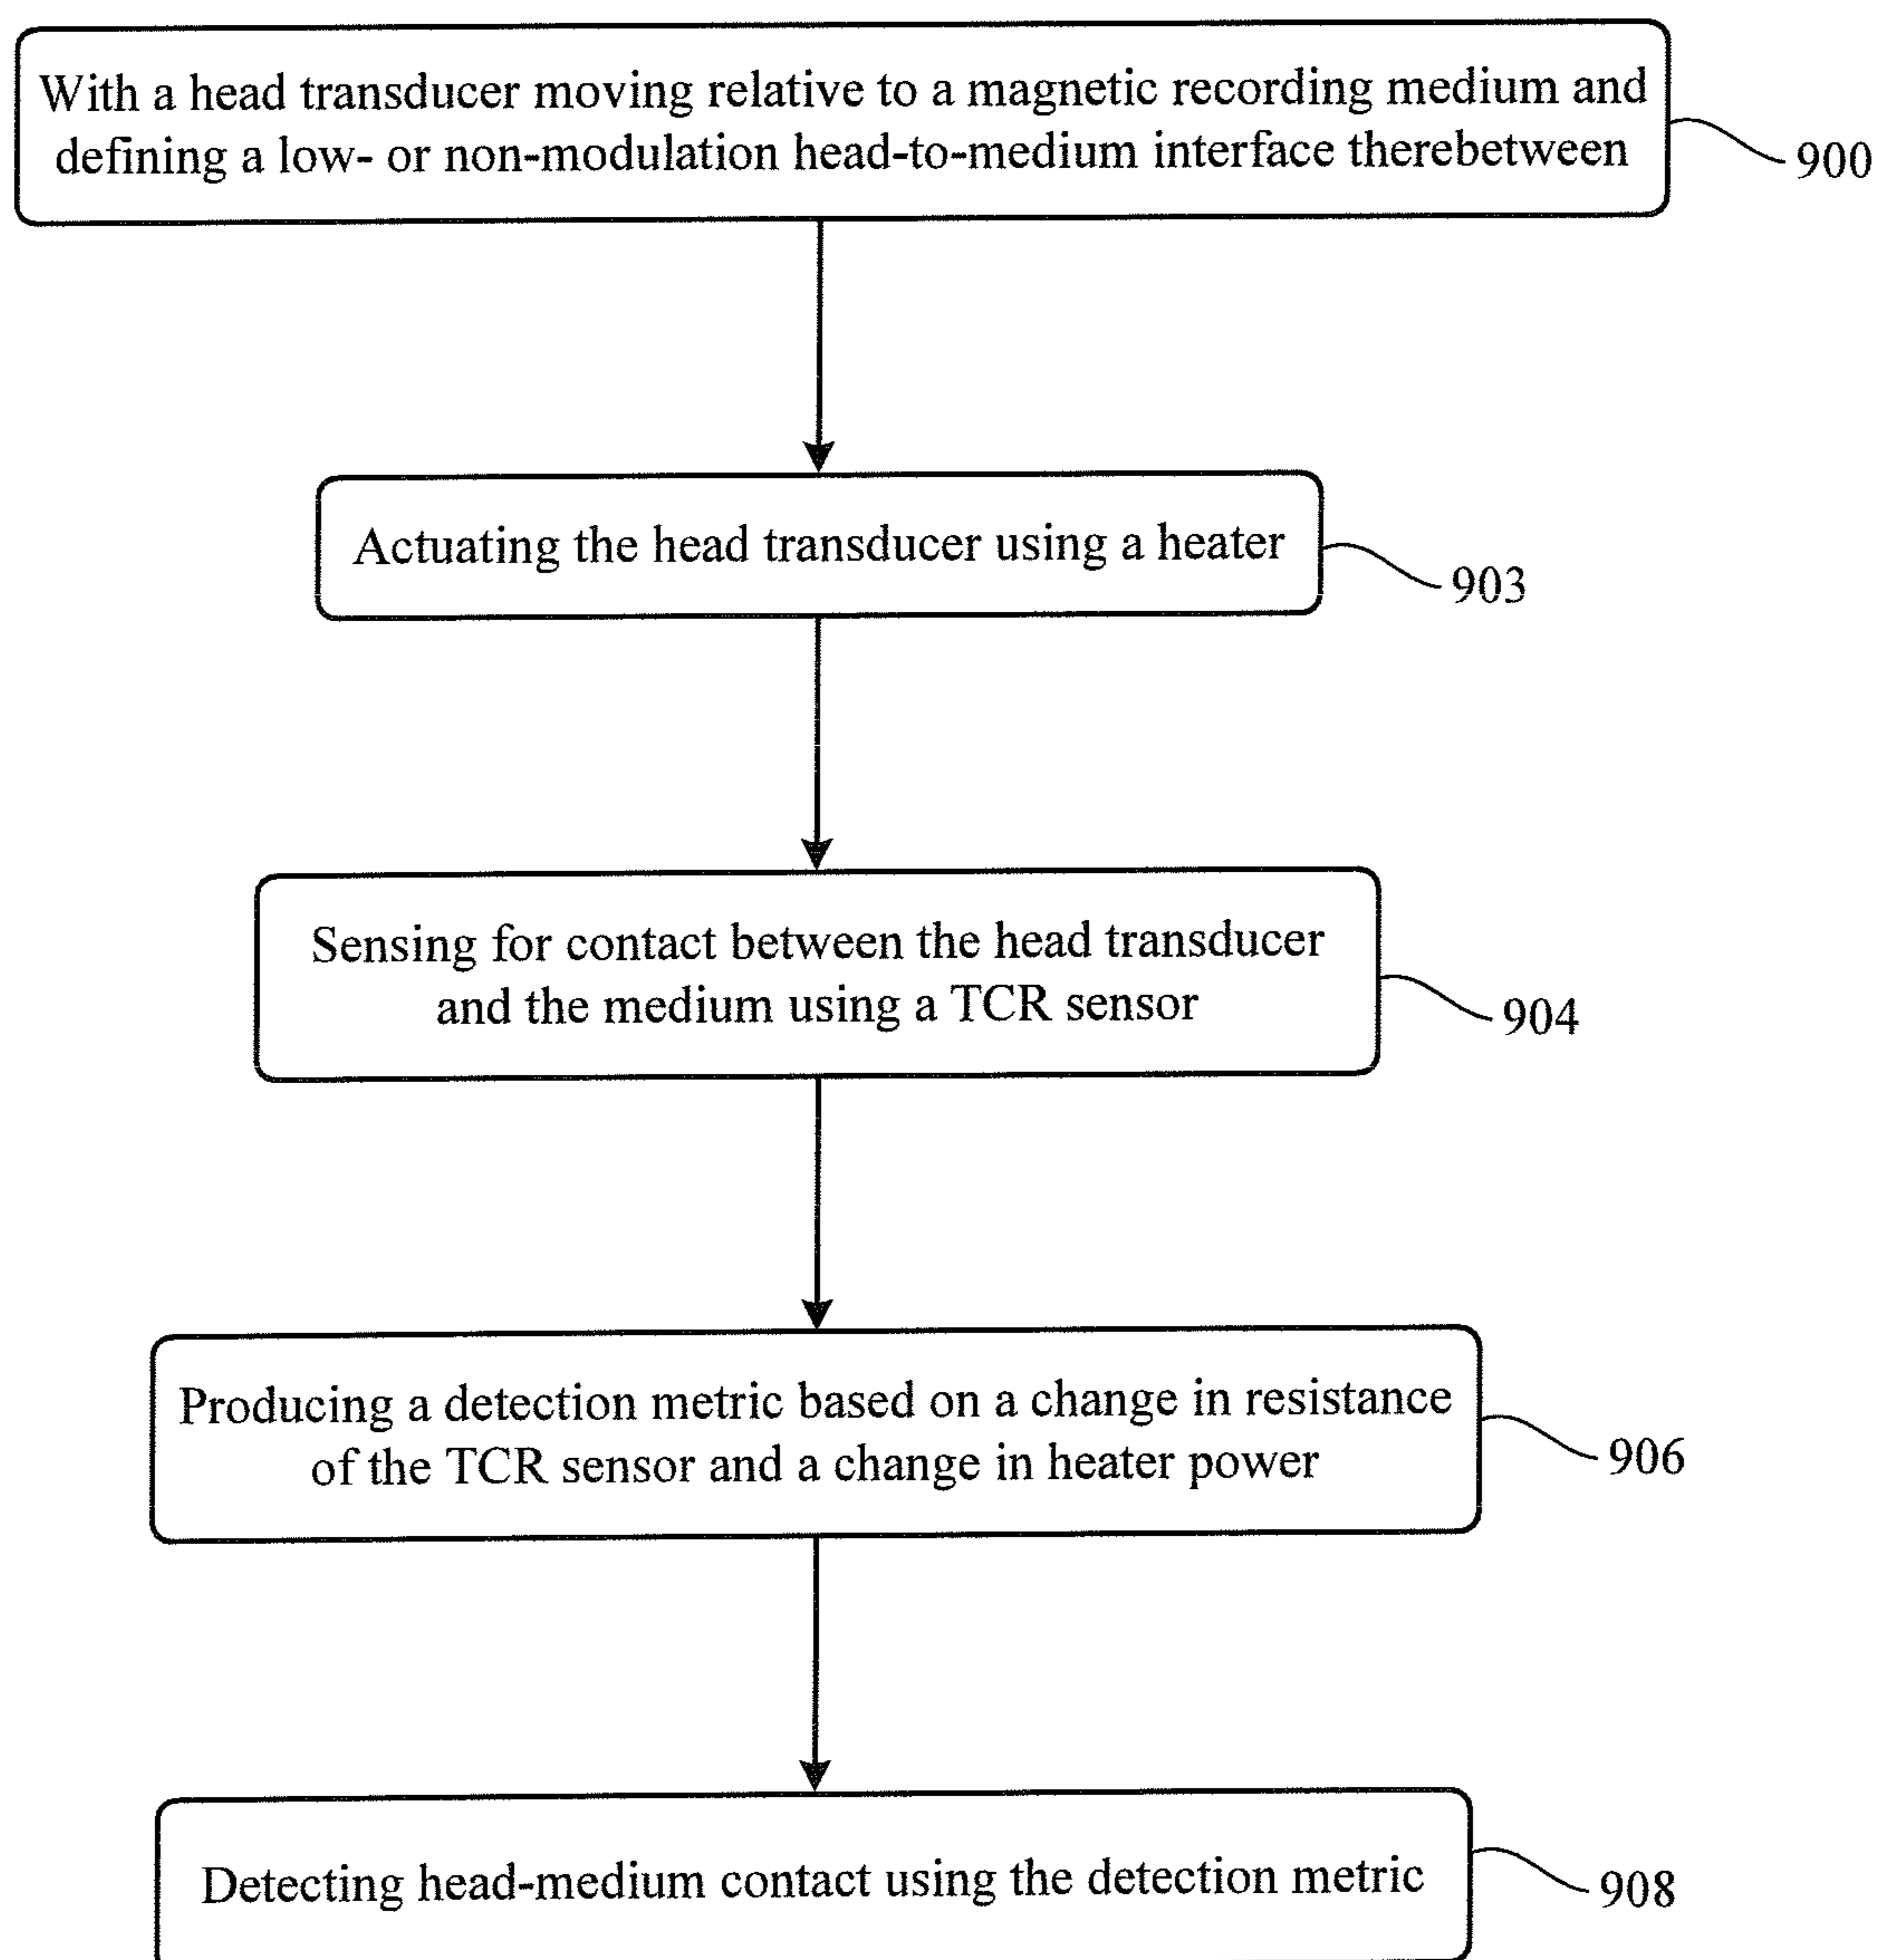 With a head transducer moving relative to a magnetic recording medium and
defining a low- or non-modulation head-to-medium interface therebetween
900
Actuating the head transducer using a heater
903
Sensing for contact between the head transducer
and the medium using a TCR sensor
904
Producing a detection metric based on a change in resistance
of the TCR sensor and a change in heater power
906
Detecting head-medium contact using the detection metric
908